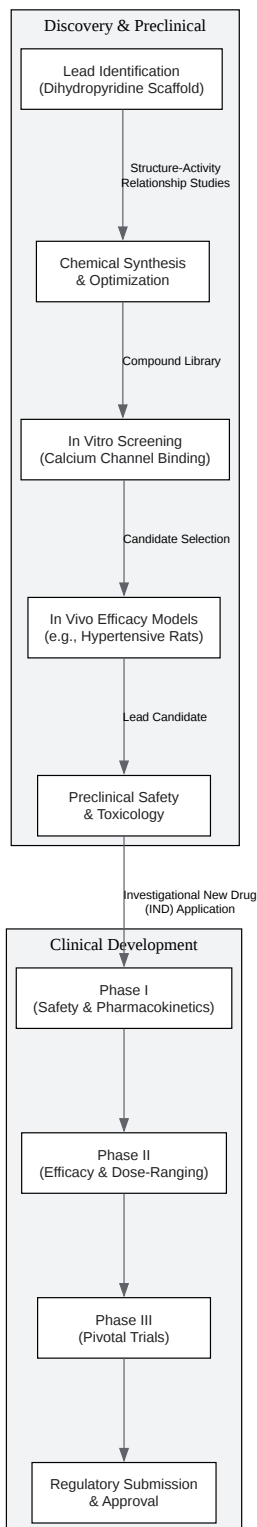 Discovery & Preclinical
Lead Identification
(Dihydropyridine Scaffold)
Structure-Activity
Relationship Studies
Chemical Synthesis
& Optimization
Compound Library
In Vitro Screening
(Calcium Channel Binding)
Candidate Selection
In Vivo Efficacy Models
(e.g., Hypertensive Rats)
Lead Candidate
Preclinical Safety
& Toxicology
Investigational New Drug
(IND) Application
Clinical Development
Phase I
(Safety & Pharmacokinetics)
Phase II
(Efficacy & Dose-Ranging)
Phase III
(Pivotal Trials)
Regulatory Submission
& Approval